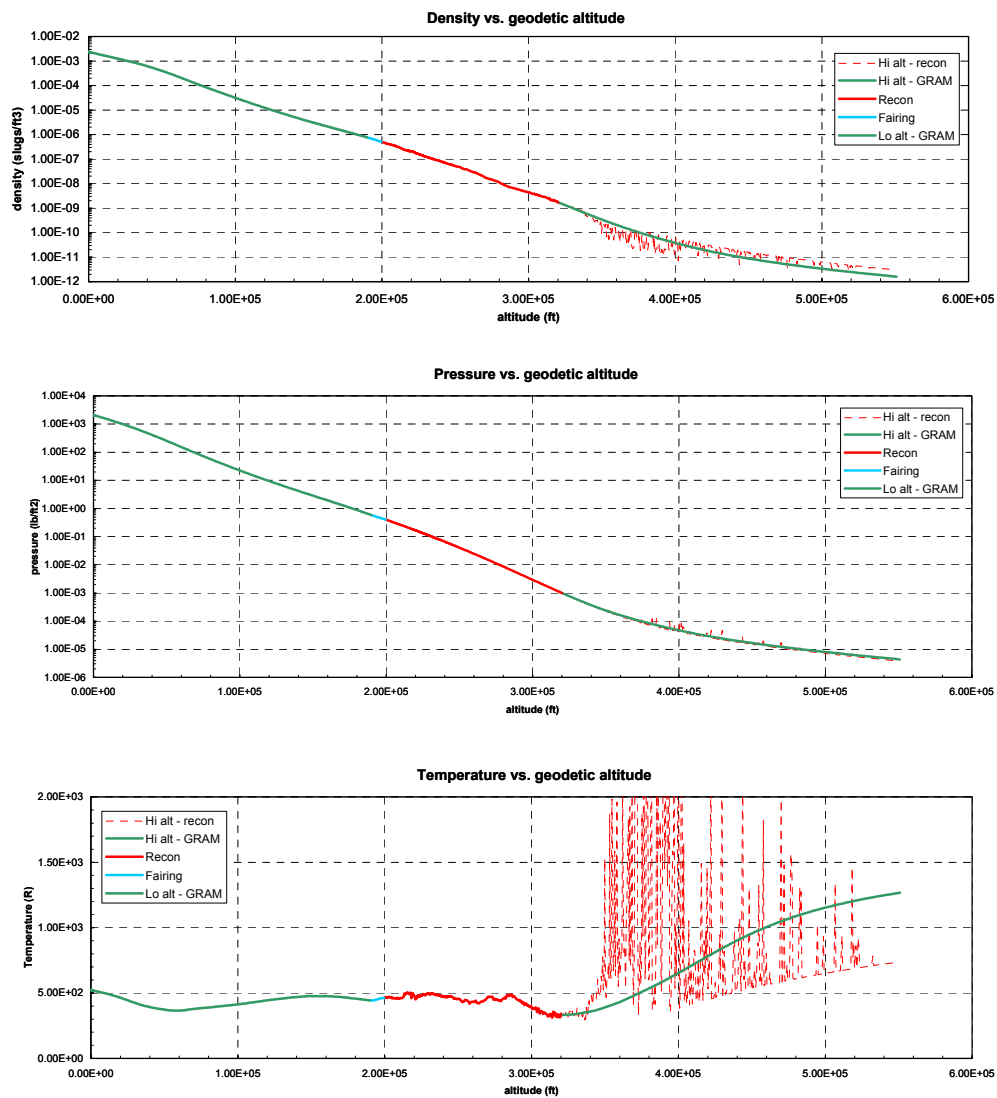 Density vs. geodetic altitude
1.00E-02
1.00E-03
1.00E-04
1.00E-05
1.00E-06
1.00E-07
1.00E-08
1.00E-09
1.00E-10
1.00E-11
1.00E-12
density (slugs/ft3)
Hi alt - recon
Hi alt - GRAM
Recon
Fairing
Lo alt - GRAM
0.00E+00 1.00E+05 2.00E+05 3.00E+05 4.00E+05 5.00E+05 6.00E+05
altitude (ft)
Pressure vs. geodetic altitude
1.00E+04
1.00E+03
1.00E+02
1.00E+01
1.00E+00
1.00E-01
1.00E-02
1.00E-03
1.00E-04
1.00E-05
1.00E-06
pressure (lb/ft2)
Hi alt - recon
Hi alt - GRAM
Recon
Fairing
Lo alt - GRAM
0.00E+00 1.00E+05 2.00E+05 3.00E+05 4.00E+05 5.00E+05 6.00E+05
altitude (ft)
Temperature vs. geodetic altitude
2.00E+03
1.50E+03
1.00E+03
5.00E+02
0.00E+00
Temperature (R)
Hi alt - recon
Hi alt - GRAM
Recon
Fairing
Lo alt - GRAM
0.00E+00 1.00E+05 2.00E+05 3.00E+05 4.00E+05 5.00E+05 6.00E+05
altitude (ft)